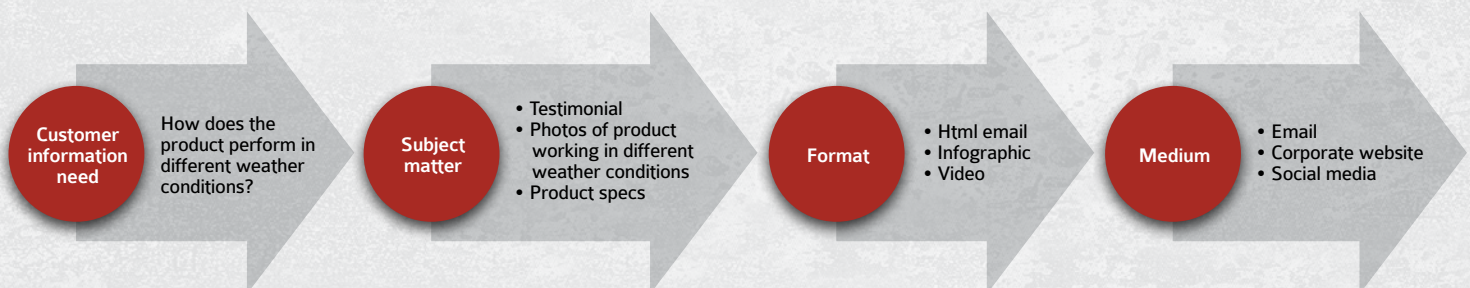 Customer
information
need
How does the
product perform in
different weather
conditions?
Subject
matter
• Testimonial
• Photos of product
working in different
weather conditions
• Product specs
Format
• Html email
• Infographic
• Video
Medium
• Email
• Corporate website
• Social media